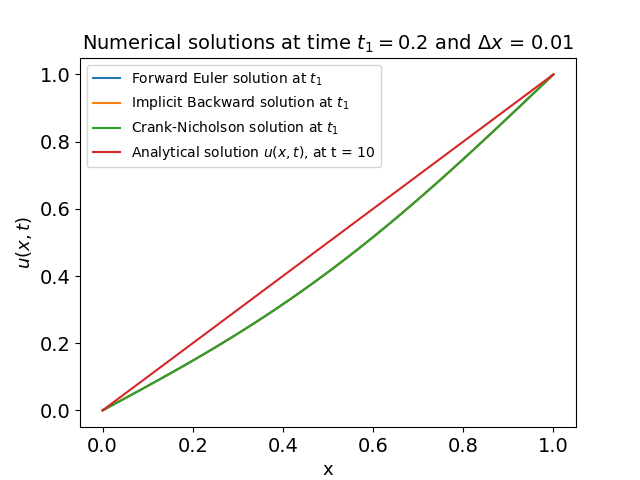 Numerical solutions at time t₁ = 0.2 and Δx = 0.01
Forward Euler solution at t₁
Implicit Backward solution at t₁
Crank-Nicholson solution at t₁
Analytical solution u(x, t), at t = 10
u(x, t)
1.0
0.8
0.6
0.4
0.2
0.0
0.0 0.2 0.4 0.6 0.8 1.0
x